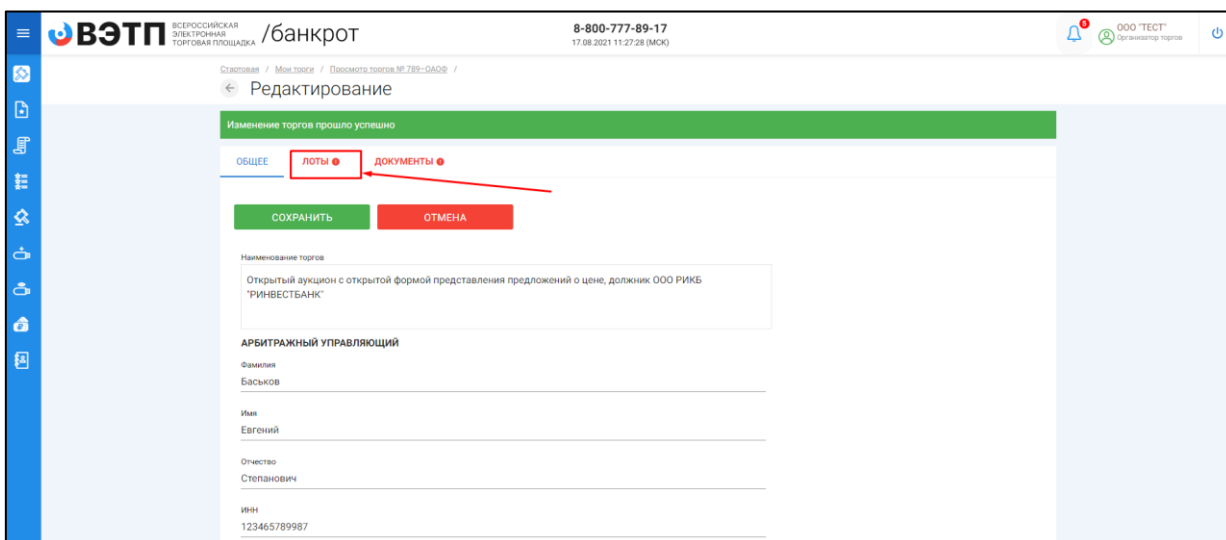 ВЭТП ВСЕРОССИЙСКАЯ ЭЛЕКТРОННАЯ ТОРГОВАЯ ПЛОЩАДКА /банкрот
8-800-777-89-17
17.08.2021 11:27:28 (МСК)
5
ООО "ТЕСТ"
Организатор торгов
Стартовая / Мои торги / Просмотр торгов № 789-ОАОФ /
Редактирование
Изменение торгов прошло успешно
ОБЩЕЕ ЛОТЫ ДОКУМЕНТЫ
СОХРАНИТЬ ОТМЕНА
Наименование торгов
Открытый аукцион с открытой формой представления предложений о цене, должник ООО РИКБ
"РИНВЕСТБАНК"
АРБИТРАЖНЫЙ УПРАВЛЯЮЩИЙ
Фамилия
Баськов
Имя
Евгений
Отчество
Степанович
ИНН
123465789987